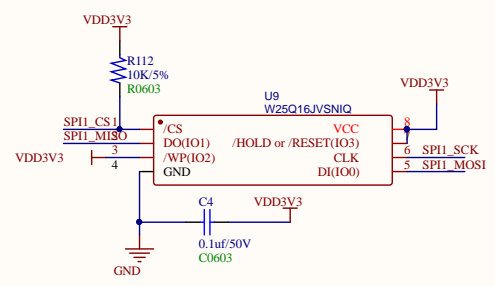 VDD3V3
R112
10K/5%
R0603
U9
W25Q16JVSNIQ
VDD3V3
SPI1_CS 1
/CS
VCC
8
SPI1_MISO
DO(IO1)
/HOLD or /RESET(IO3)
VDD3V3
3
/WP(IO2)
CLK
6
SPI1_SCK
4
GND
DI(IO0)
5
SPI1_MOSI
C4
VDD3V3
0.1uf/50V
C0603
GND